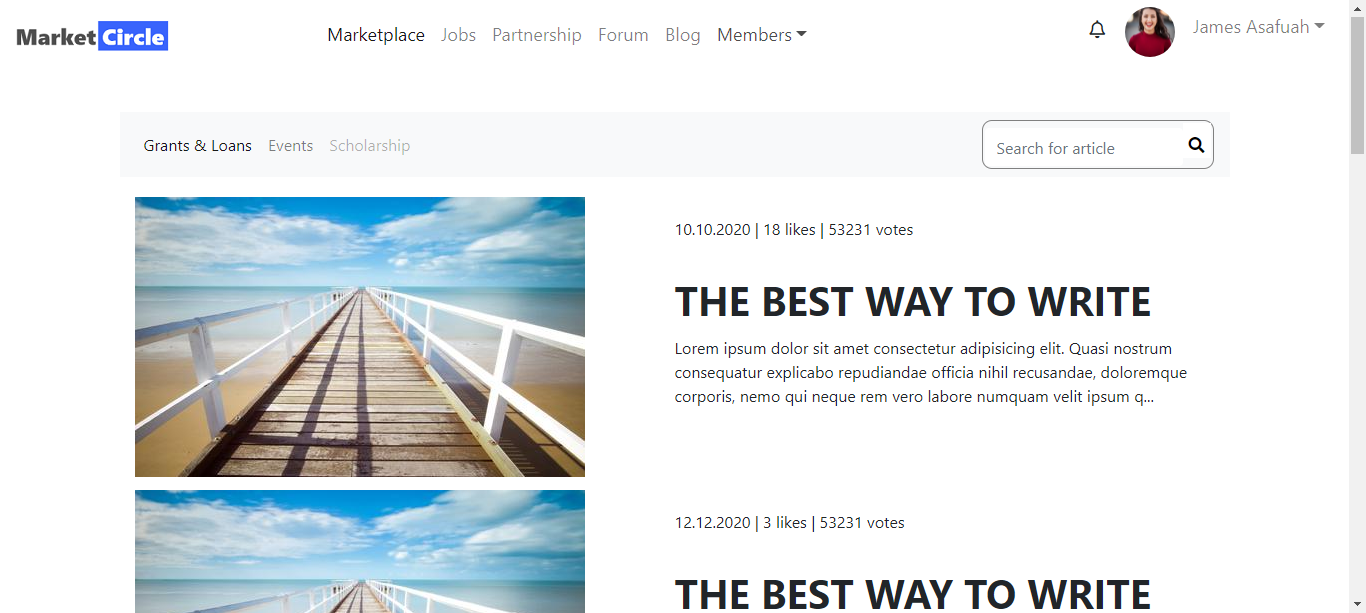 Market Circle
Marketplace Jobs Partnership Forum Blog Members
James Asafuah
Grants & Loans Events Scholarship
Search for article
10.10.2020 | 18 likes | 53231 votes
THE BEST WAY TO WRITE
Lorem ipsum dolor sit amet consectetur adipisicing elit. Quasi nostrum
consequatur explicabo repudiandae officia nihil recusandae, doloremque
corporis, nemo qui neque rem vero labore numquam velit ipsum q...
12.12.2020 | 3 likes | 53231 votes
THE BEST WAY TO WRITE